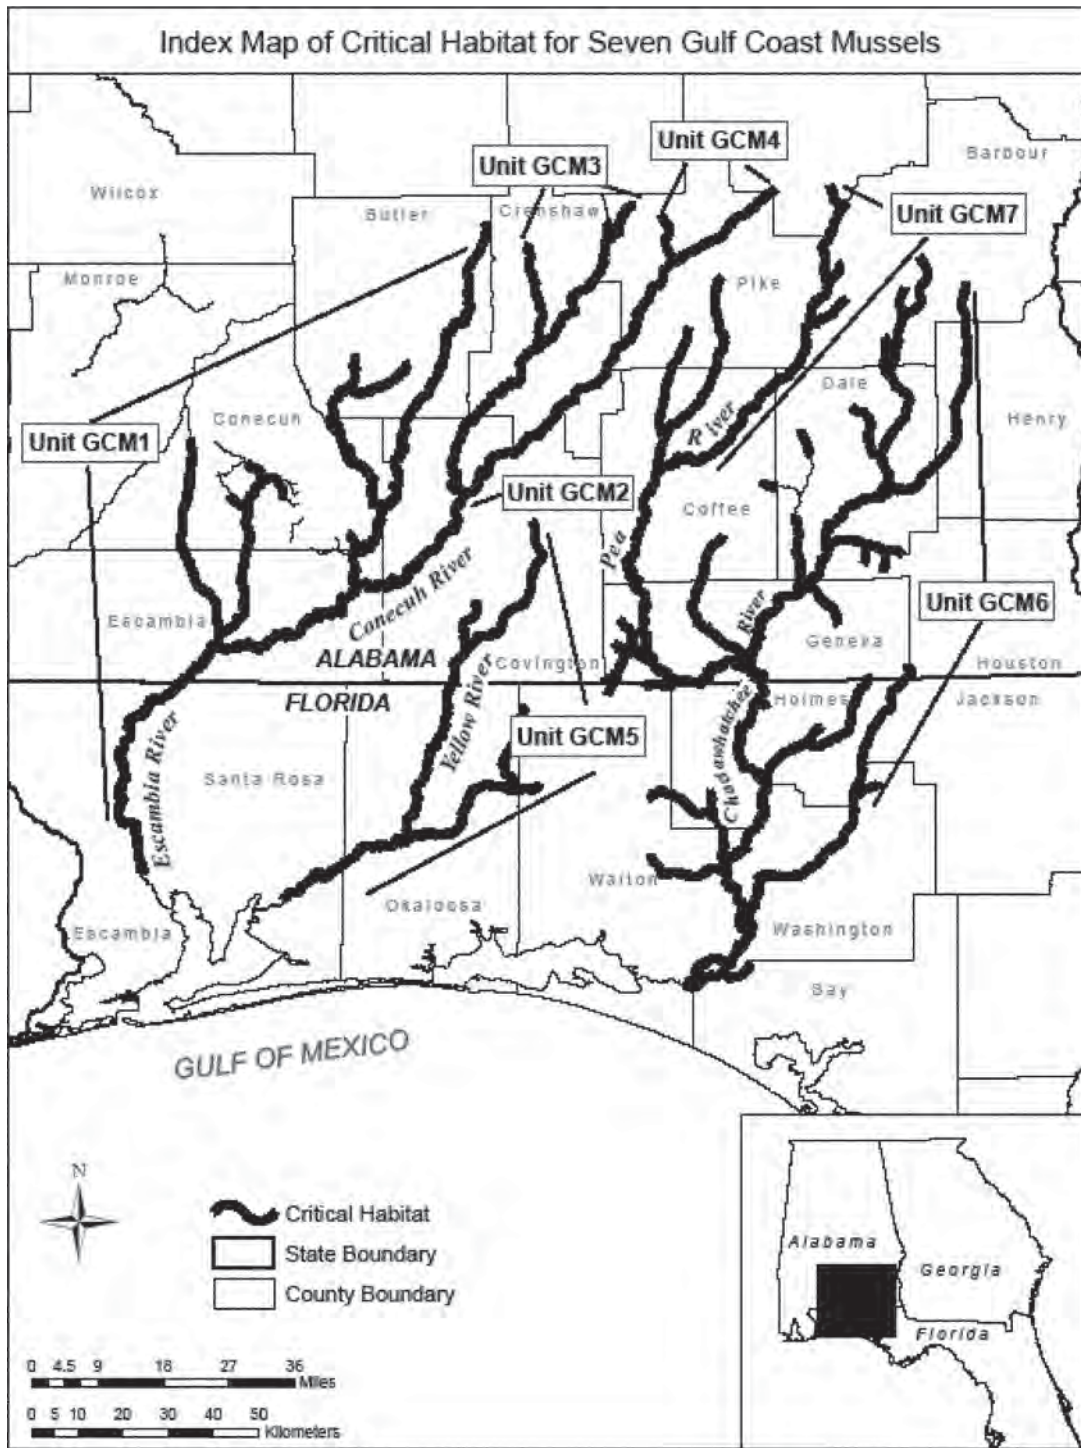 Index Map of Critical Habitat for Seven Gulf Coast Mussels
Unit GCM4
Unit GCM3
Barbour
Wilcox
Butler
Crenshaw
Unit GCM7
Monroe
Pike
Dale
Conecuh
River
Henry
Unit GCM1
Unit GCM2
Coffee
Pea
Conecuh River
Unit GCM6
Escambia
River
Geneva
ALABAMA
Covington
Houston
FLORIDA
Holmes
Jackson
Yellow River
Unit GCM5
Choctawhatchee
Santa Rosa
Escambia River
Walton
Okaloosa
Escambia
Washington
Bay
GULF OF MEXICO
N
Critical Habitat
State Boundary
County Boundary
Alabama
Georgia
Florida
0 4.5 9 18 27 36
Miles
0 5 10 20 30 40 50
Kilometers